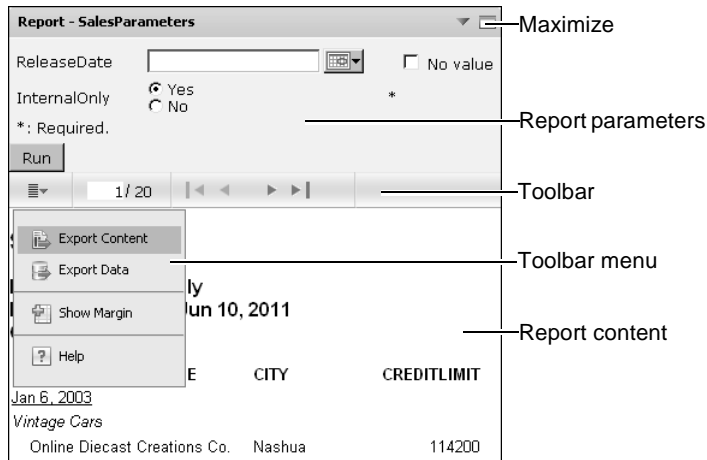 Report - SalesParameters
Maximize
ReleaseDate
No value
InternalOnly
Yes
No
*
*: Required.
Report parameters
Run
1/ 20
Toolbar
Export Content
Export Data
Toolbar menu
ly
Show Margin
Jun 10, 2011
Report content
Help
E CITY CREDITLIMIT
Jan 6, 2003
Vintage Cars
Online Diecast Creations Co. Nashua 114200